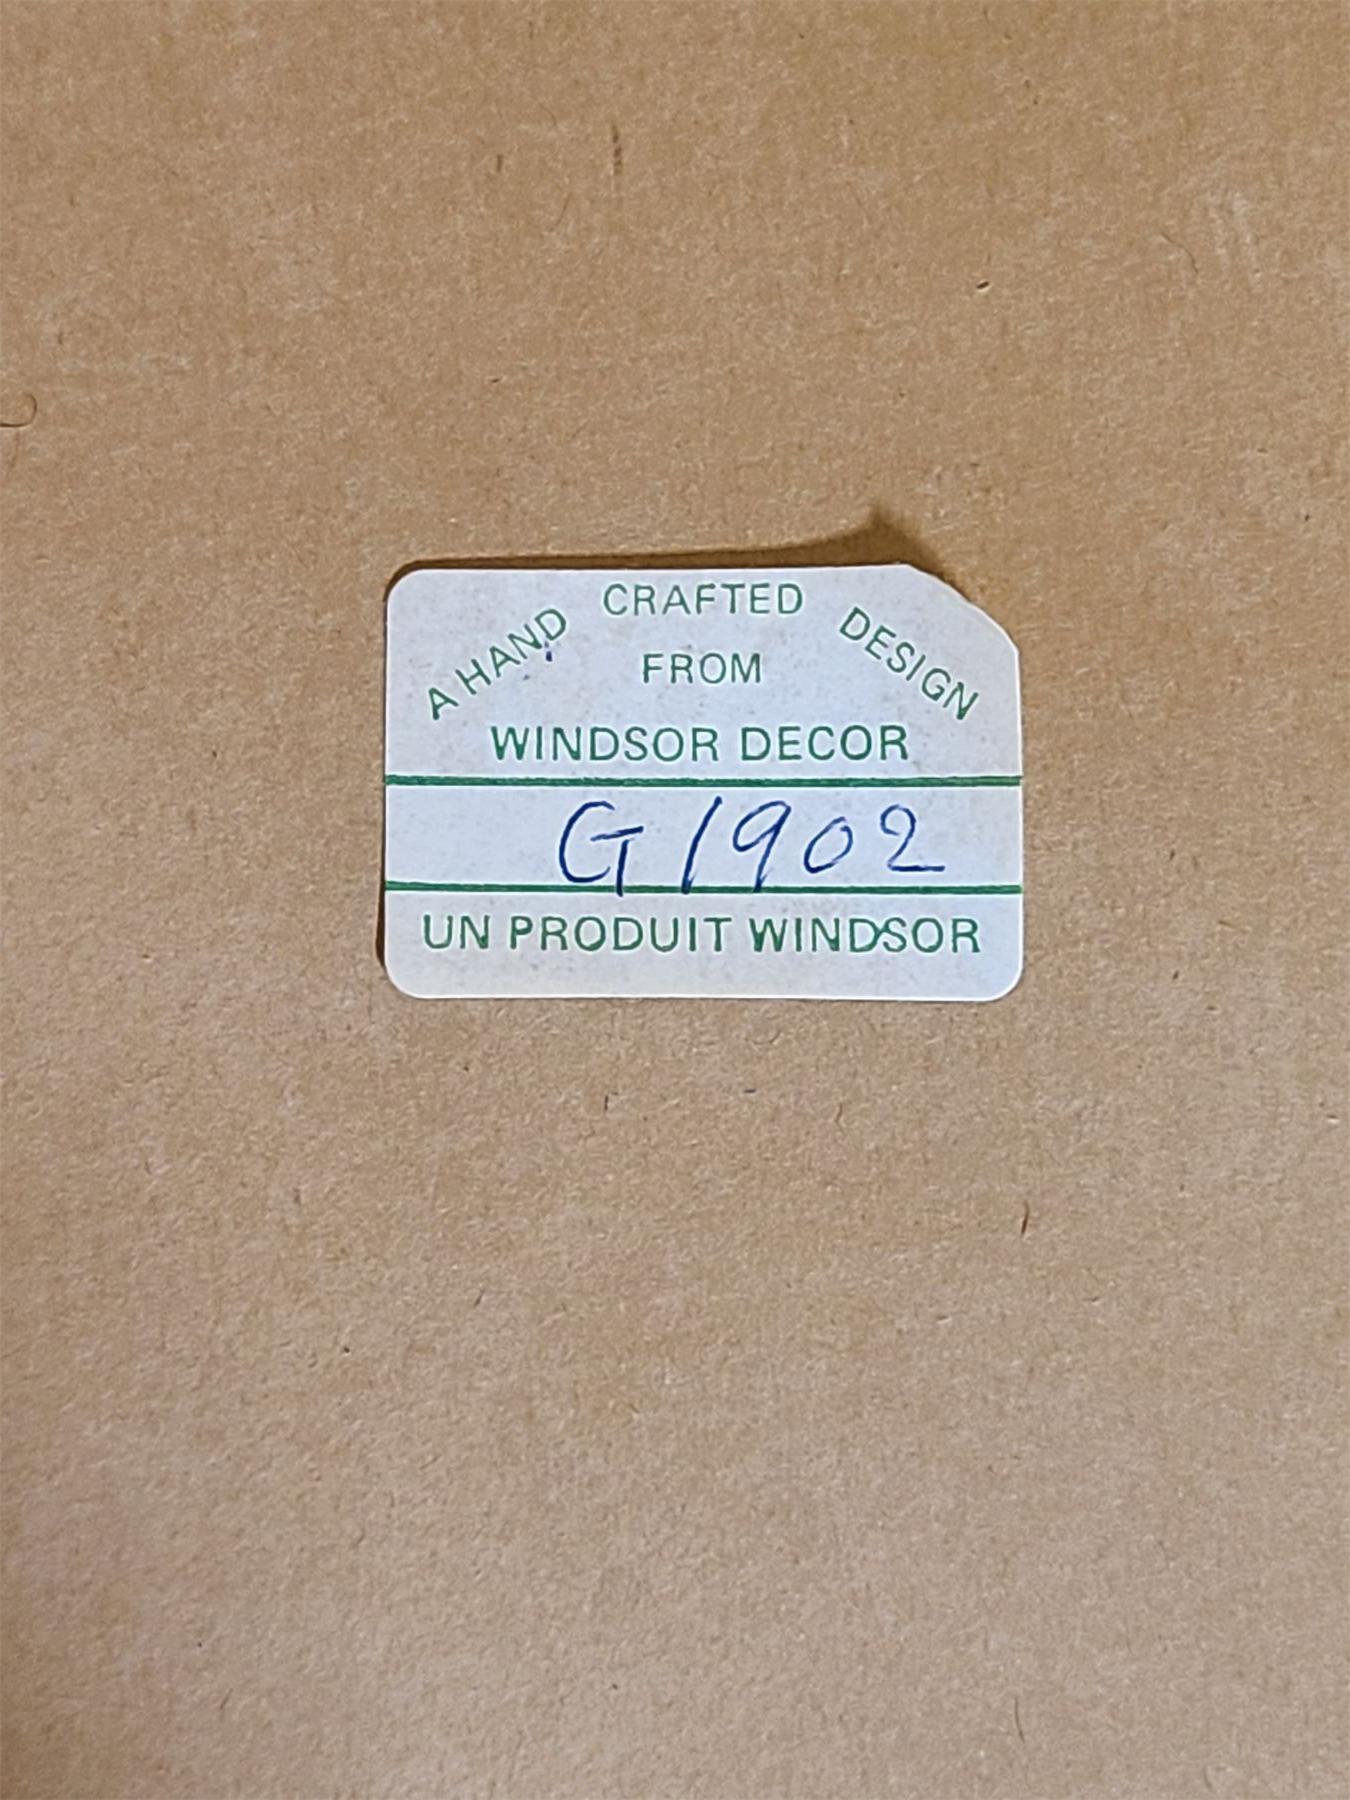 A HAND CRAFTED DESIGN
FROM
WINDSOR DECOR
G1902
UN PRODUIT WINDSOR